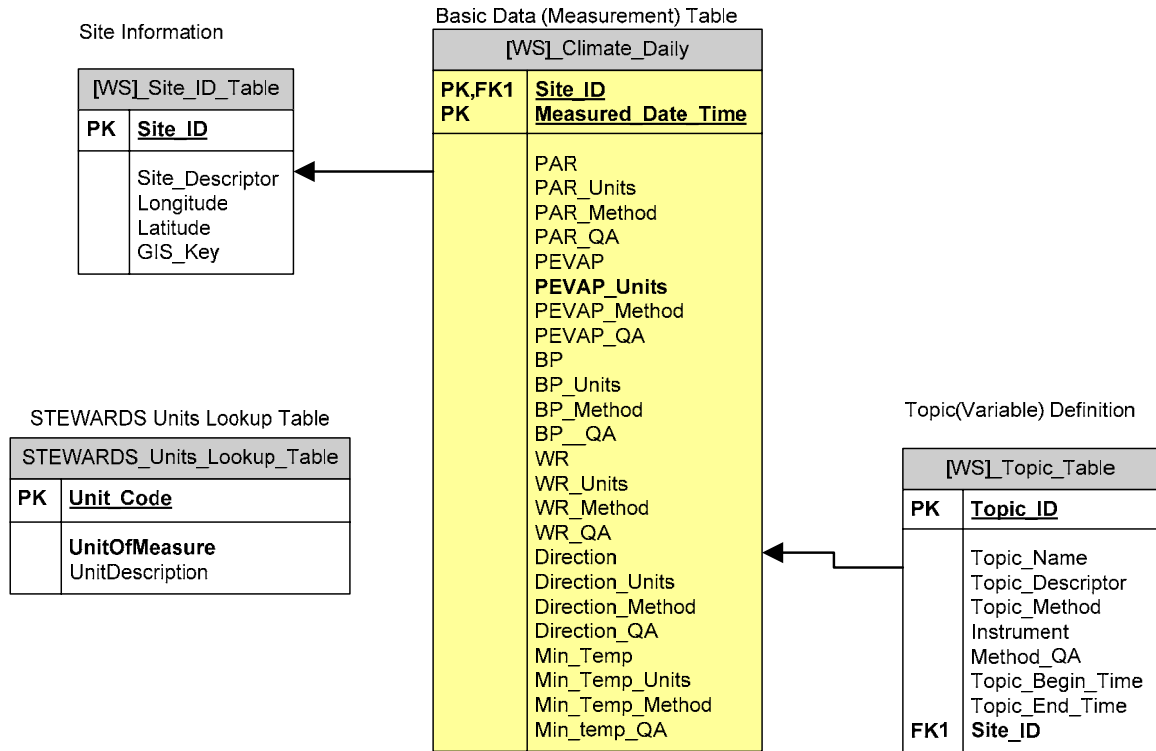 Site Information
[WS]_Site_ID_Table
PK Site_ID
Site_Descriptor
Longitude
Latitude
GIS_Key
STEWARDS Units Lookup Table
STEWARDS_Units_Lookup_Table
PK Unit_Code
UnitOfMeasure
UnitDescription
Basic Data (Measurement) Table
[WS]_Climate_Daily
PK,FK1 Site_ID
PK Measured_Date_Time
PAR
PAR_Units
PAR_Method
PAR_QA
PEVAP
PEVAP_Units
PEVAP_Method
PEVAP_QA
BP
BP_Units
BP_Method
BP__QA
WR
WR_Units
WR_Method
WR_QA
Direction
Direction_Units
Direction_Method
Direction_QA
Min_Temp
Min_Temp_Units
Min_Temp_Method
Min_temp_QA
Topic(Variable) Definition
[WS]_Topic_Table
PK Topic_ID
Topic_Name
Topic_Descriptor
Topic_Method
Instrument
Method_QA
Topic_Begin_Time
Topic_End_Time
FK1 Site_ID